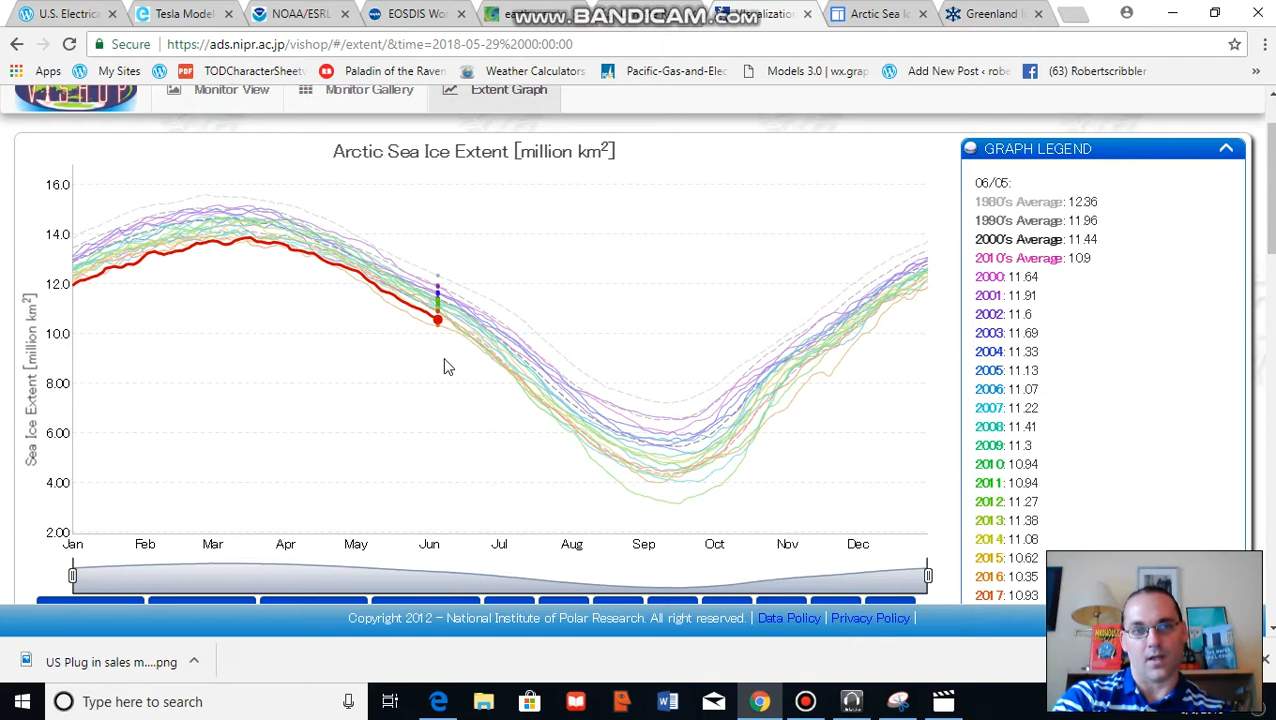 U.S. Electrica
Tesla Model
NOAA/ESRL
EOSDIS Wor
Arctic Sea Ic
Greenland I
www.BANDICAM.com
Secure
https://ads.nipr.ac.jp/vishop/#/extent/&time=2018-05-29%2000:00:00
Apps
My Sites
TODCharacterSheet
Paladin of the Raven
Weather Calculators
Pacific-Gas-and-Elec
Models 3.0 | wx.grap
Add New Post ‹ robe
(63) Robertscribbler
»
VISHOP
Monitor View
Monitor Gallery
Extent Graph
Arctic Sea Ice Extent [million km²]
Sea Ice Extent [million km²]
16.0
14.0
12.0
10.0
8.00
6.00
4.00
2.00
Jan Feb Mar Apr May Jun Jul Aug Sep Oct Nov Dec
GRAPH LEGEND
06/05:
1980's Average: 12.36
1990's Average: 11.96
2000's Average: 11.44
2010's Average: 10.9
2000: 11.64
2001: 11.91
2002: 11.6
2003: 11.69
2004: 11.33
2005: 11.13
2006: 11.07
2007: 11.22
2008: 11.41
2009: 11.3
2010: 10.94
2011: 10.94
2012: 11.27
2013: 11.38
2014: 11.08
2015: 10.62
2016: 10.35
2017: 10.93
Copyright 2012 – National Institute of Polar Research. All right reserved. | Data Policy | Privacy Policy |
US Plug in sales m....png
Type here to search